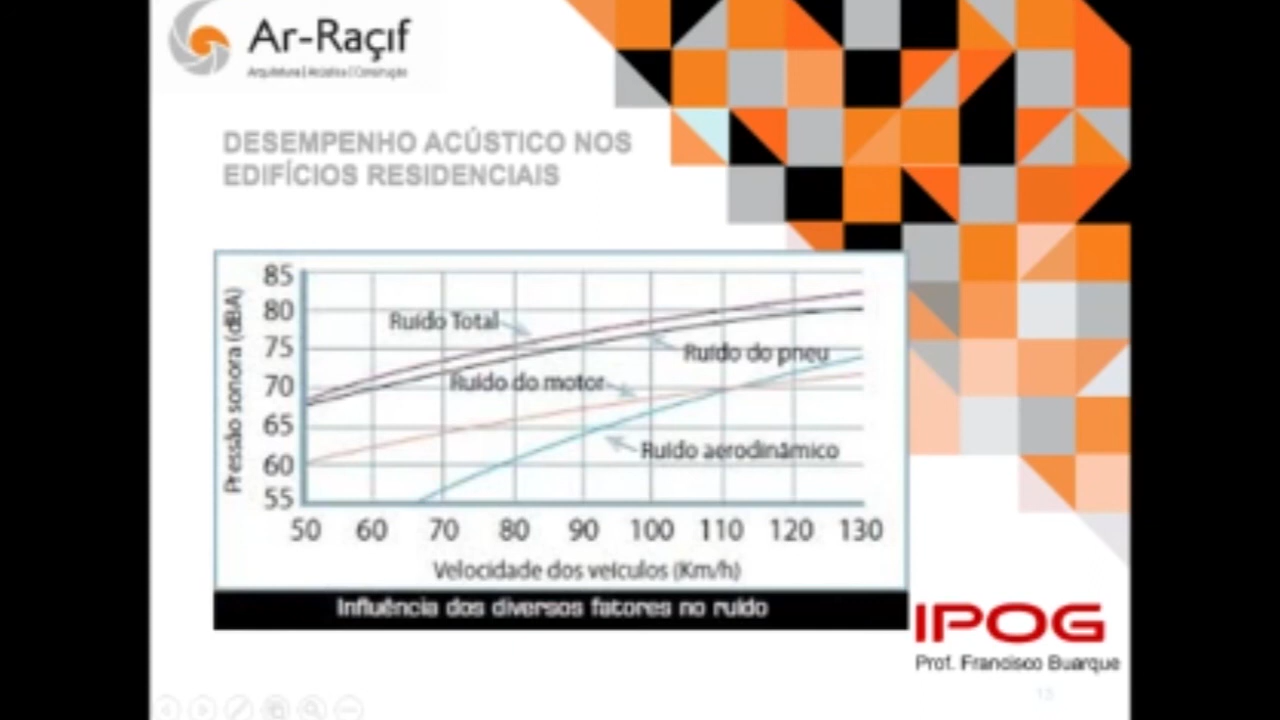 Ar-Raçıf
Arquitetura | Acústica | Construção
DESEMPENHO ACÚSTICO NOS
EDIFÍCIOS RESIDENCIAIS
Pressão sonora (dBA)
85
80
75
70
65
60
55
Ruído Total
Ruído do pneu
Ruído do motor
Ruído aerodinâmico
50 60 70 80 90 100 110 120 130
Velocidade dos veículos (Km/h)
Influência dos diversos fatores no ruído
IPOG
Prof. Francisco Buarque
15